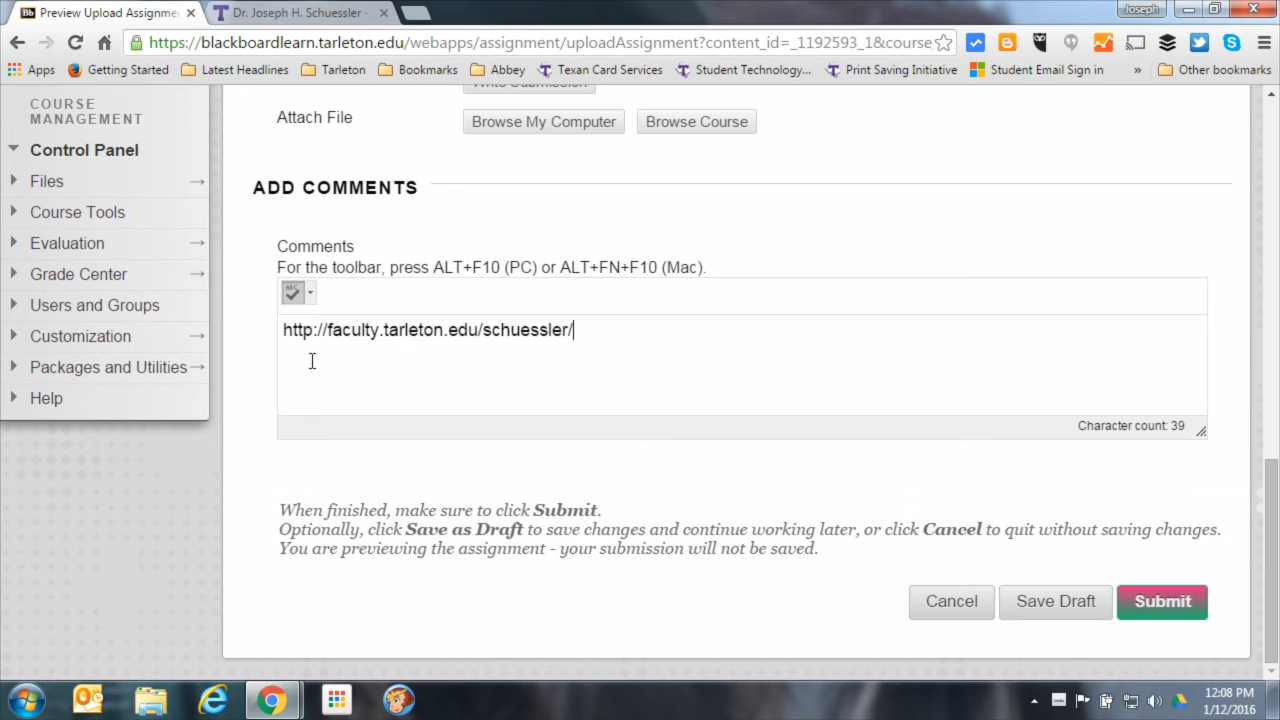 Preview Upload Assignme
Dr. Joseph H. Schuessler -
Joseph
https://blackboardlearn.tarleton.edu/webapps/assignment/uploadAssignment?content_id=_1192593_1&course
Apps
Getting Started
Latest Headlines
Tarleton
Bookmarks
Abbey
Texan Card Services
Student Technology...
Print Saving Initiative
Student Email Sign in
»
Other bookmarks
COURSE
MANAGEMENT
Control Panel
Files
Course Tools
Evaluation
Grade Center
Users and Groups
Customization
Packages and Utilities
Help
Write Submission
Attach File
Browse My Computer
Browse Course
ADD COMMENTS
Comments
For the toolbar, press ALT+F10 (PC) or ALT+FN+F10 (Mac).
ABC
http://faculty.tarleton.edu/schuessler/
Character count: 39
When finished, make sure to click Submit.
Optionally, click Save as Draft to save changes and continue working later, or click Cancel to quit without saving changes.
You are previewing the assignment - your submission will not be saved.
Cancel
Save Draft
Submit
12:08 PM
1/12/2016